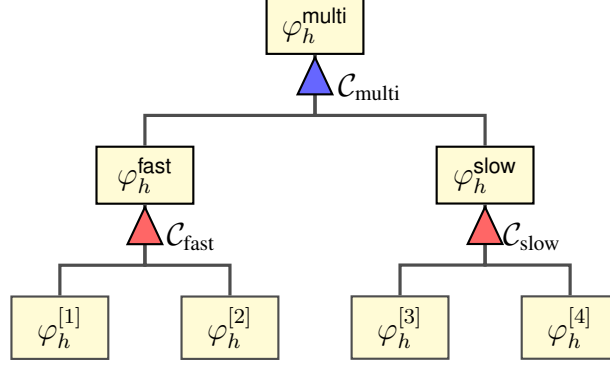 φ_h^multi
𝒞_multi
φ_h^fast φ_h^slow
𝒞_fast 𝒞_slow
φ_h^[1] φ_h^[2] φ_h^[3] φ_h^[4]